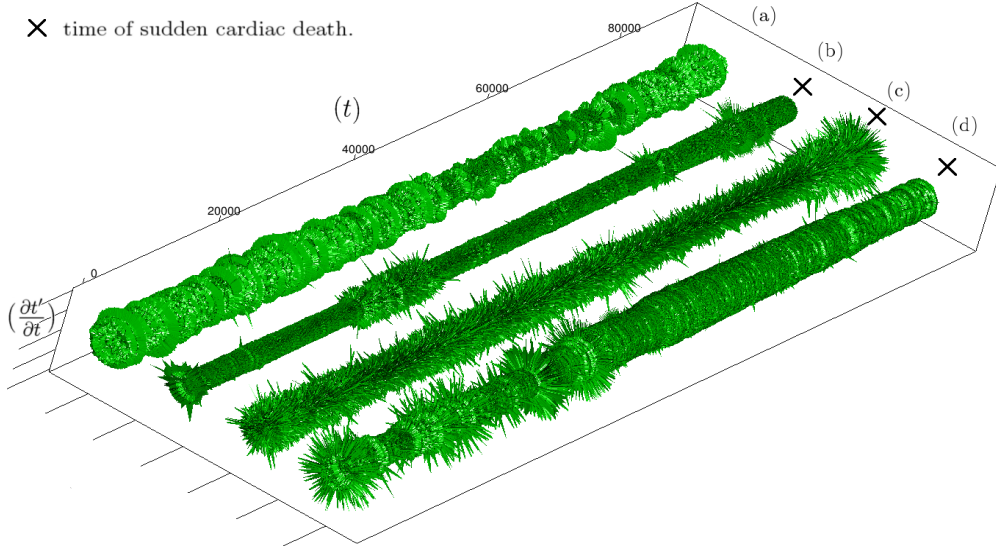 × time of sudden cardiac death.
(a)
80000
(b)
60000
(c)
(t)
(d)
40000
20000
0
(∂t′/∂t)